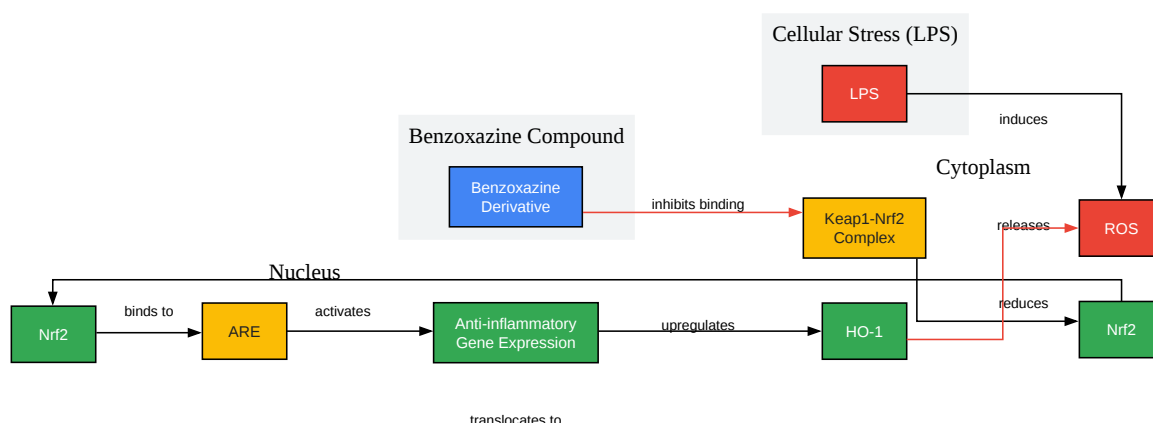 Cellular Stress (LPS)
LPS
induces
Benzoxazine Compound
Cytoplasm
Benzoxazine
Derivative
inhibits binding
Keap1-Nrf2
Complex
releases
ROS
Nucleus
binds to
activates
reduces
Nrf2
ARE
Anti-inflammatory
Gene Expression
upregulates
HO-1
Nrf2
translocates to